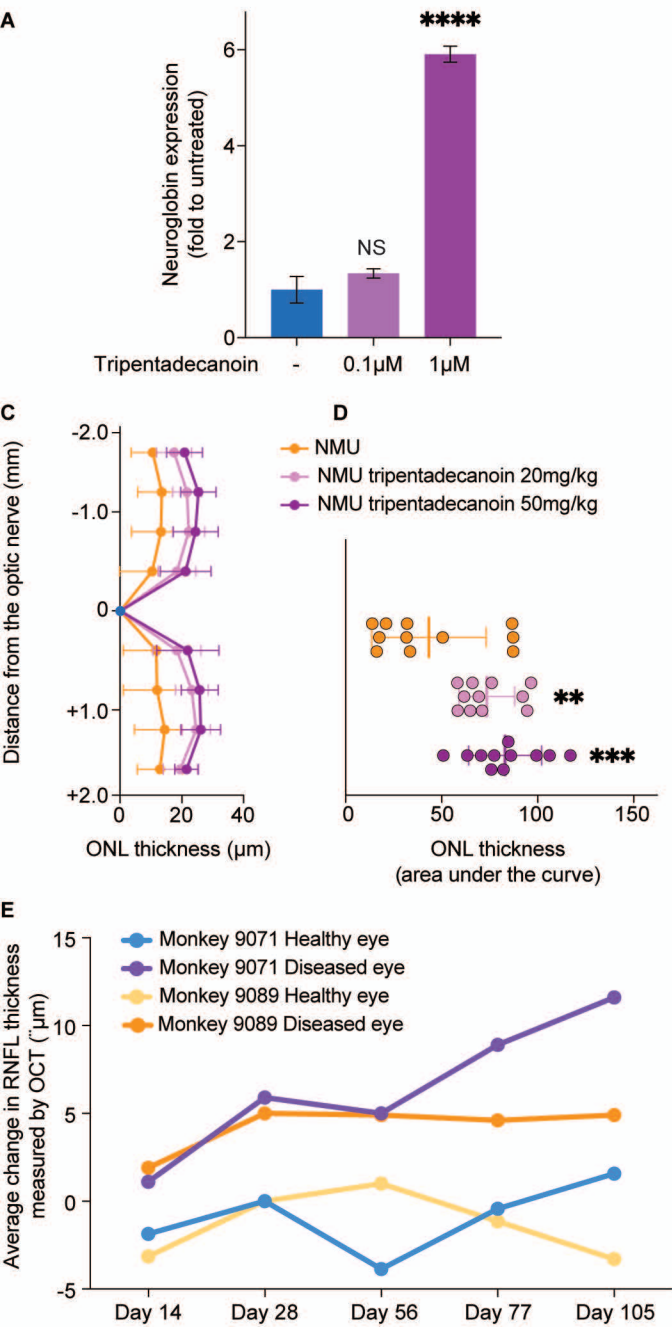 A
Neuroglobin expression
(fold to untreated)
6
4
2
0
NS
****
Tripentadecanoin - 0.1µM 1µM
C
Distance from the optic nerve (mm)
-2.0
-1.0
0
+1.0
+2.0
0 20 40
ONL thickness (µm)
D
NMU
NMU tripentadecanoin 20mg/kg
NMU tripentadecanoin 50mg/kg
**
***
0 50 100 150
ONL thickness
(area under the curve)
E
Average change in RNFL thickness
measured by OCT (¨µm)
15
10
5
0
-5
Monkey 9071 Healthy eye
Monkey 9071 Diseased eye
Monkey 9089 Healthy eye
Monkey 9089 Diseased eye
Day 14 Day 28 Day 56 Day 77 Day 105